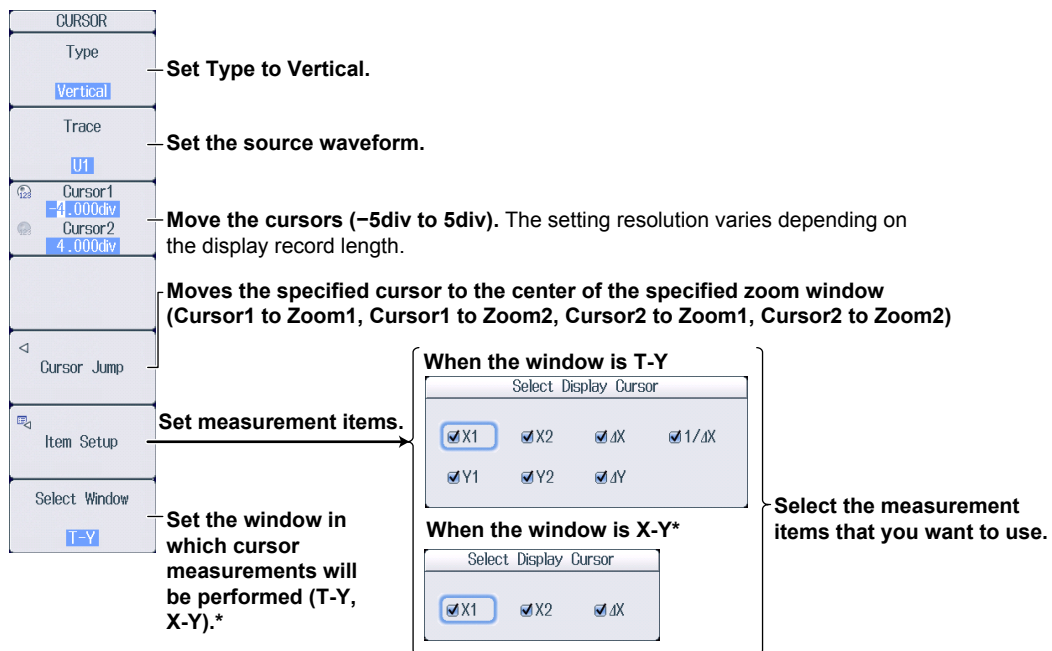 CURSOR
Type
Vertical
Set Type to Vertical.
Trace
U1
Set the source waveform.
Cursor1
-4.000div
Cursor2
4.000div
Move the cursors (−5div to 5div). The setting resolution varies depending on
the display record length.
Moves the specified cursor to the center of the specified zoom window
(Cursor1 to Zoom1, Cursor1 to Zoom2, Cursor2 to Zoom1, Cursor2 to Zoom2)
Cursor Jump
Item Setup
Set measurement items.
When the window is T-Y
Select Display Cursor
X1 X2 ΔX 1/ΔX
Y1 Y2 ΔY
When the window is X-Y*
Select Display Cursor
X1 X2 ΔX
Select the measurement
items that you want to use.
Select Window
T-Y
Set the window in
which cursor
measurements will
be performed (T-Y,
X-Y).*